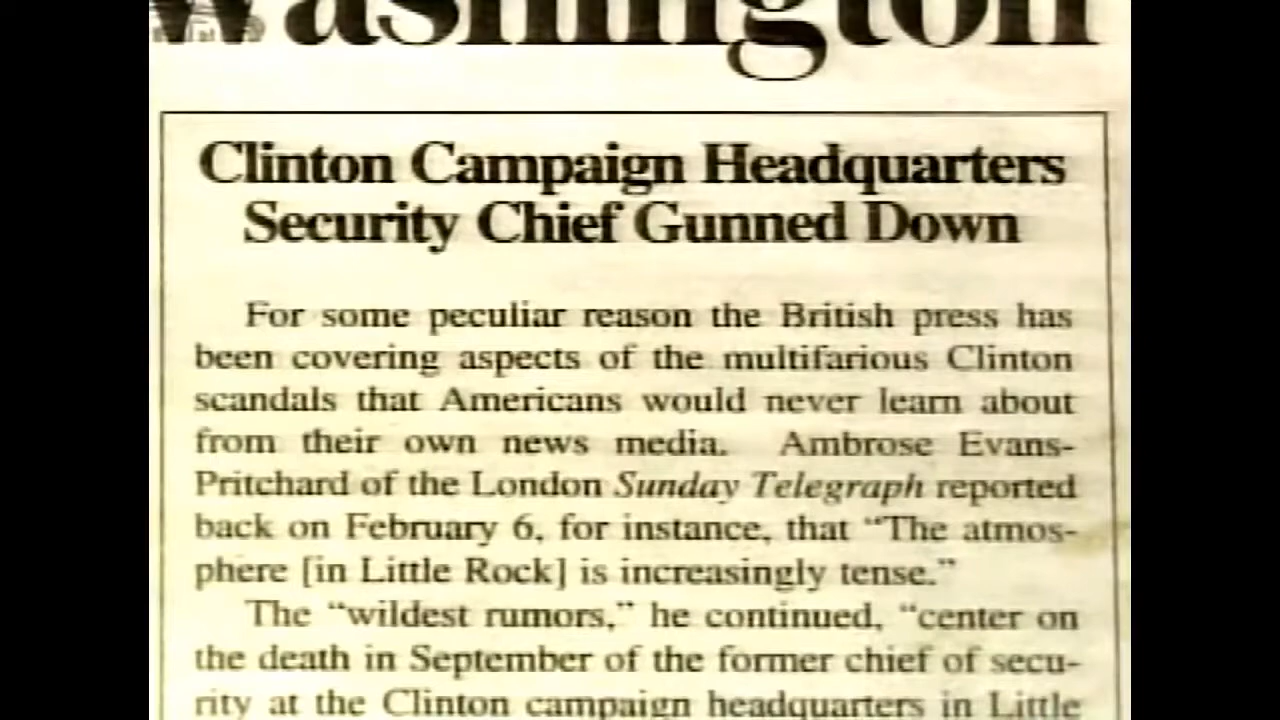 Washington
Clinton Campaign Headquarters
Security Chief Gunned Down
For some peculiar reason the British press has
been covering aspects of the multifarious Clinton
scandals that Americans would never learn about
from their own news media. Ambrose Evans-
Pritchard of the London Sunday Telegraph reported
back on February 6, for instance, that “The atmos-
phere [in Little Rock] is increasingly tense.”
The “wildest rumors,” he continued, “center on
the death in September of the former chief of secu-
rity at the Clinton campaign headquarters in Little